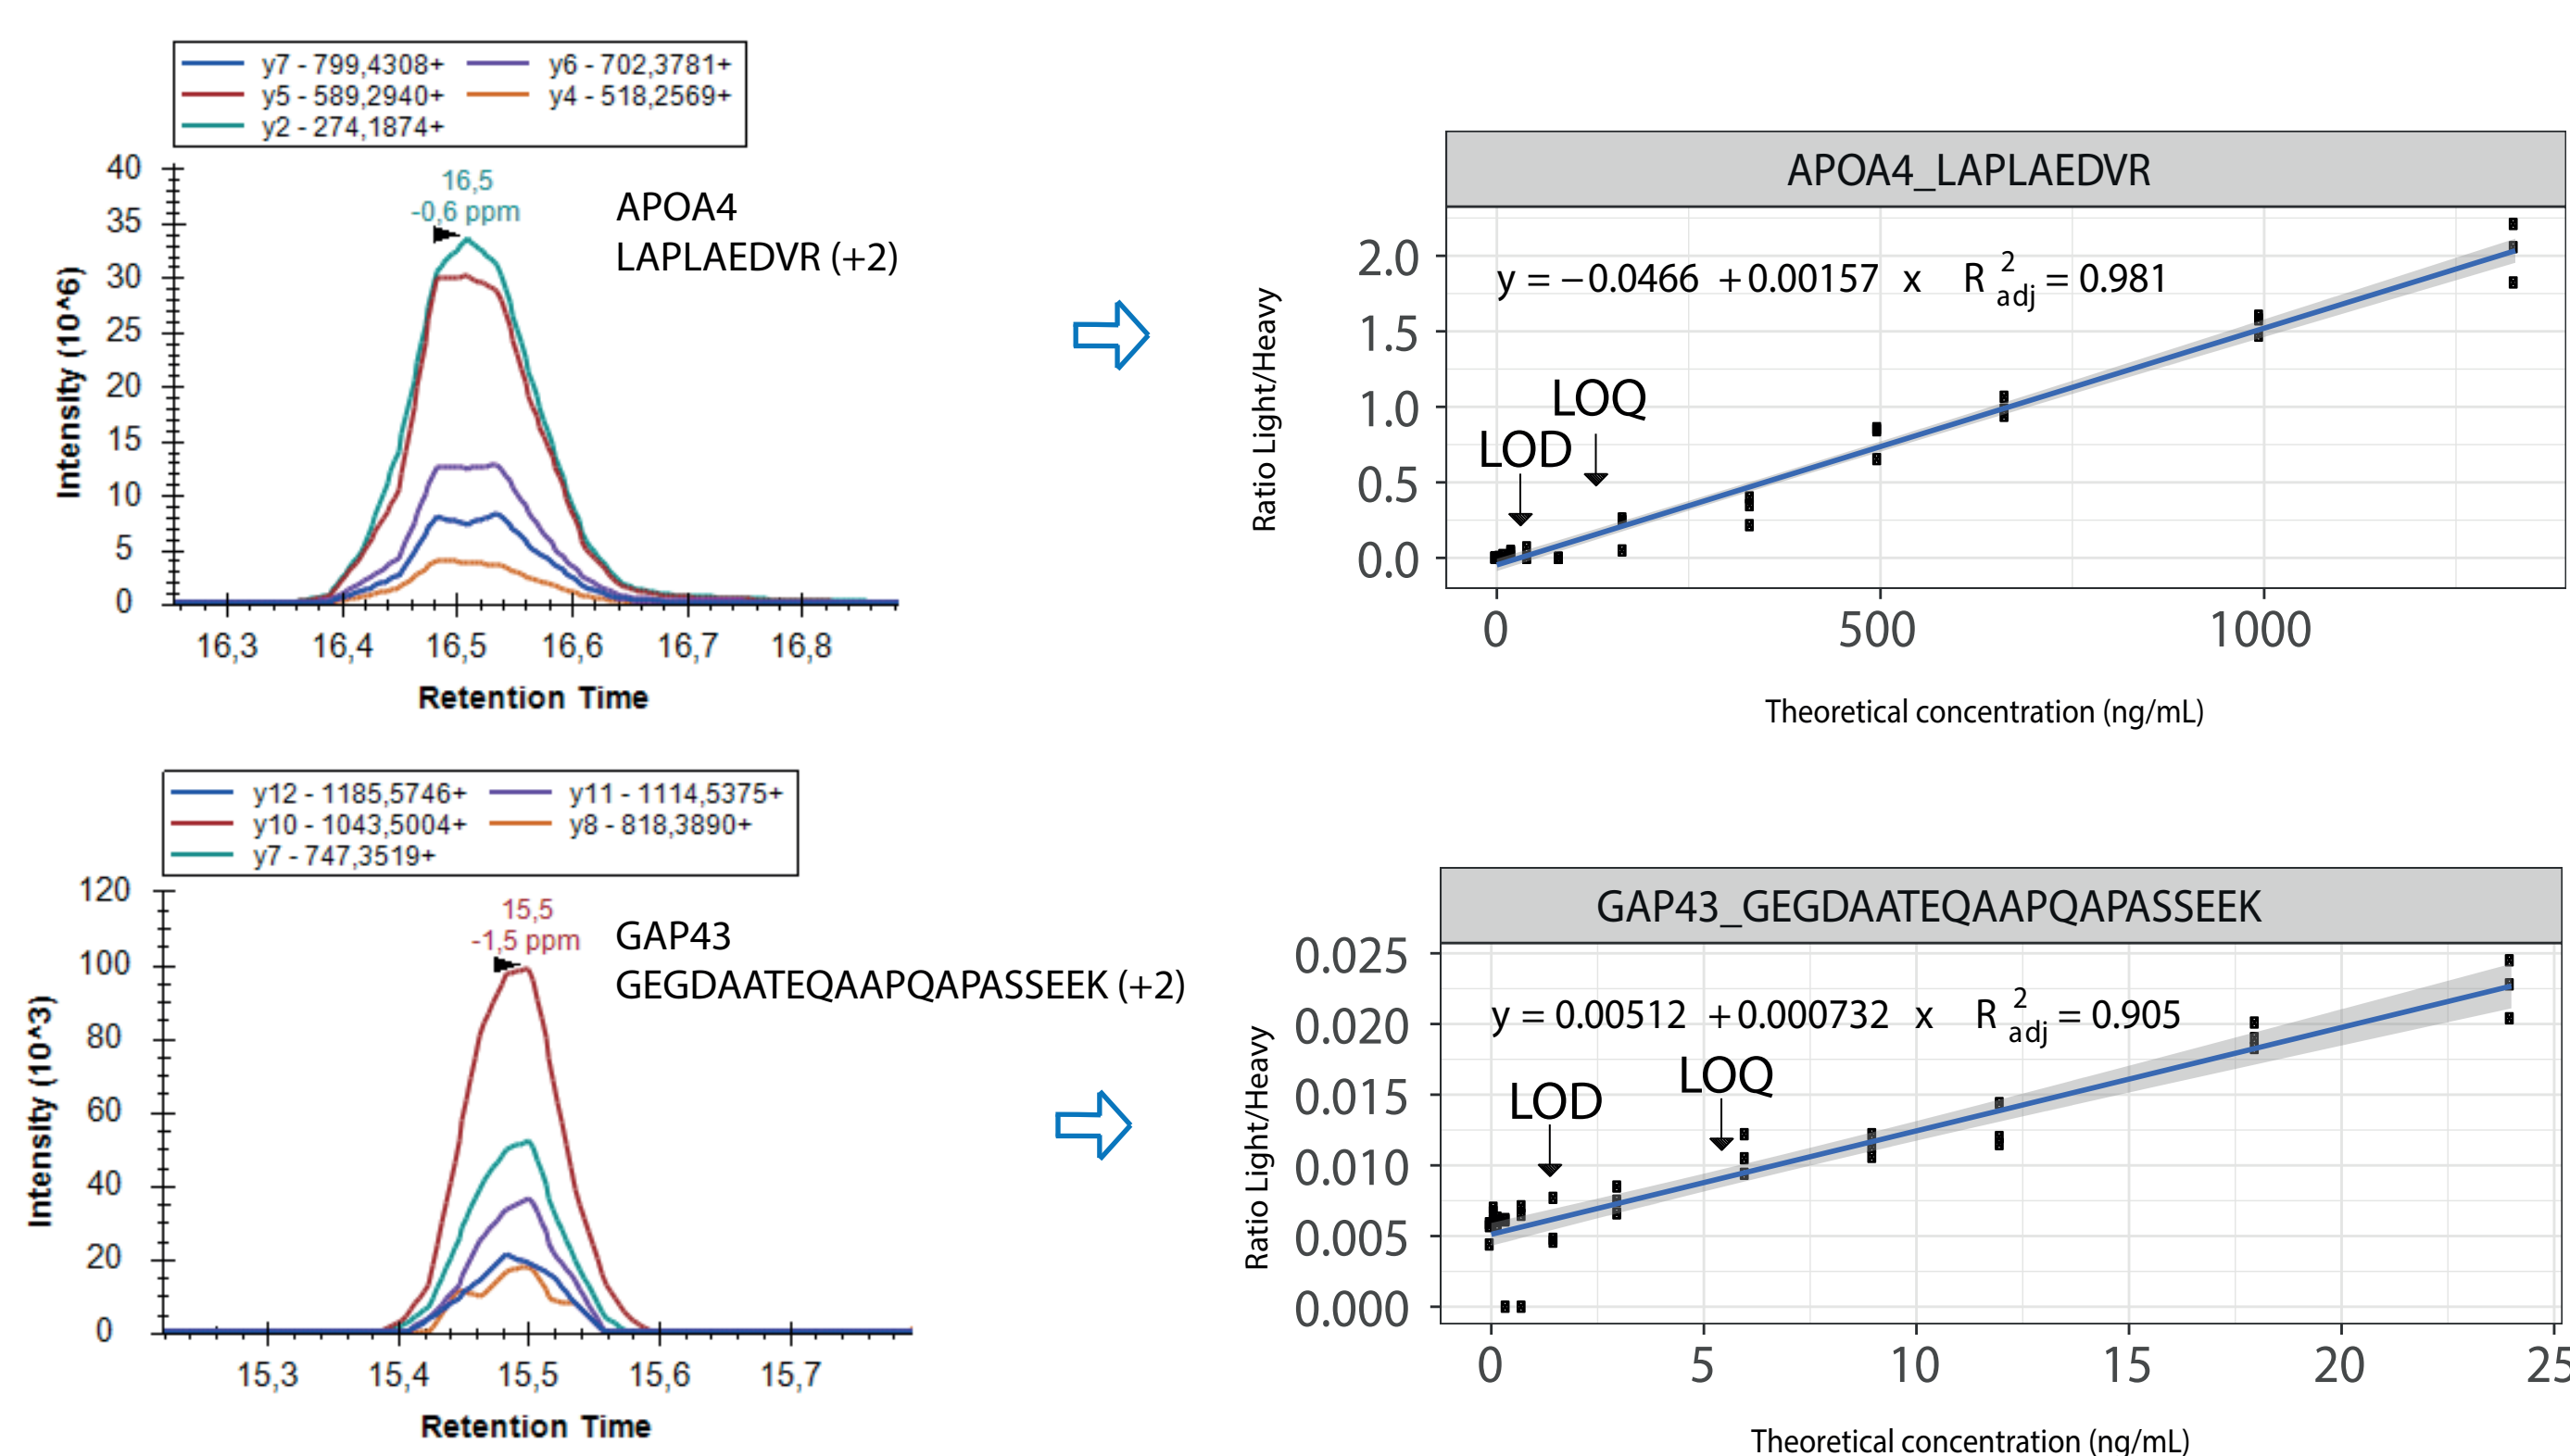 y7 - 799,4308+ y6 - 702,3781+
y5 - 589,2940+ y4 - 518,2569+
y2 - 274,1874+
Intensity (10^6)
40
35
30
25
20
15
10
5
0
16,5
-0,6 ppm
APOA4
LAPLAEDVR (+2)
16,3 16,4 16,5 16,6 16,7 16,8
Retention Time
APOA4_LAPLAEDVR
Ratio Light/Heavy
2.0
1.5
1.0
0.5
0.0
y = −0.0466 +0.00157 x R²adj = 0.981
LOQ
LOD
0 500 1000
Theoretical concentration (ng/mL)
y12 - 1185,5746+ y11 - 1114,5375+
y10 - 1043,5004+ y8 - 818,3890+
y7 - 747,3519+
Intensity (10^3)
120
100
80
60
40
20
0
15,5
-1,5 ppm
GAP43
GEGDAATEQAAPQAPASSEEK (+2)
15,3 15,4 15,5 15,6 15,7
Retention Time
GAP43_GEGDAATEQAAPQAPASSEEK
Ratio Light/Heavy
0.025
0.020
0.015
0.010
0.005
0.000
y = 0.00512 +0.000732 x R²adj = 0.905
LOQ
LOD
0 5 10 15 20 25
Theoretical concentration (ng/mL)